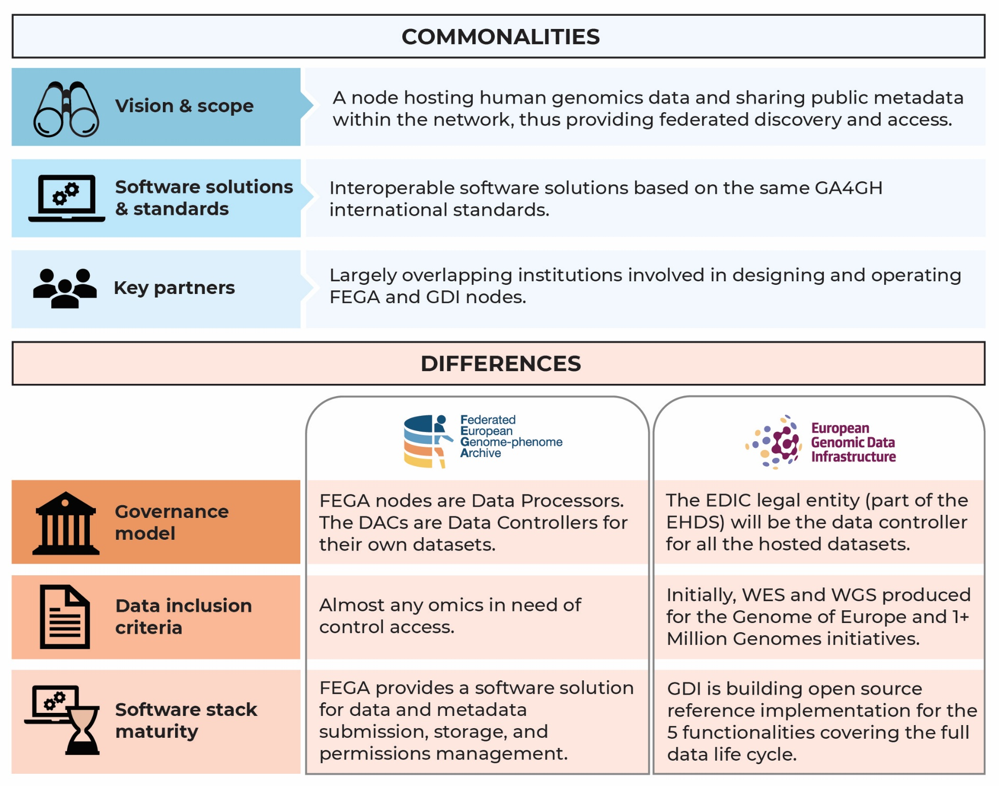 COMMONALITIES
Vision & scope
A node hosting human genomics data and sharing public metadata
within the network, thus providing federated discovery and access.
Software solutions
& standards
Interoperable software solutions based on the same GA4GH
international standards.
Key partners
Largely overlapping institutions involved in designing and operating
FEGA and GDI nodes.
DIFFERENCES
Federated
European
Genome-phenome
Archive
European
Genomic Data
Infrastructure
Governance
model
FEGA nodes are Data Processors.
The DACs are Data Controllers for
their own datasets.
The EDIC legal entity (part of the
EHDS) will be the data controller
for all the hosted datasets.
Data inclusion
criteria
Almost any omics in need of
control access.
Initially, WES and WGS produced
for the Genome of Europe and 1+
Million Genomes initiatives.
Software stack
maturity
FEGA provides a software solution
for data and metadata
submission, storage, and
permissions management.
GDI is building open source
reference implementation for the
5 functionalities covering the full
data life cycle.